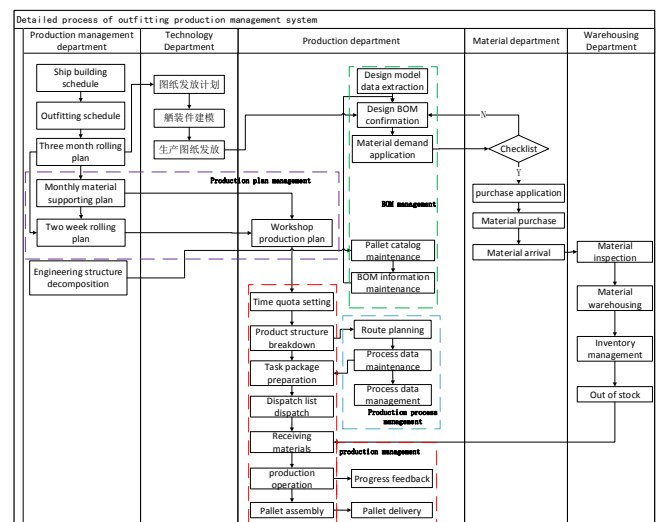 Detailed process of outfitting production management system
Production management
department
Technology
Department
Production department
Material department
Warehousing
Department
Ship building
schedule
Outfitting schedule
Three month rolling
plan
Monthly material
supporting plan
Two week rolling
plan
Engineering structure
decomposition
图纸发放计划
舾装件建模
生产图纸发放
Production plan management
Workshop
production plan
Time quota setting
Product structure
breakdown
Task package
preparation
Dispatch list
dispatch
Receiving
materials
production
operation
Pallet assembly
Design model
data extraction
Design BOM
confirmation
Material demand
application
BOM management
Pallet catalog
maintenance
BOM information
maintenance
Route planning
Process data
maintenance
Process data
management
Production process
management
production management
Progress feedback
Pallet delivery
N
Checklist
Y
purchase application
Material purchase
Material arrival
Material
inspection
Material
warehousing
Inventory
management
Out of stock